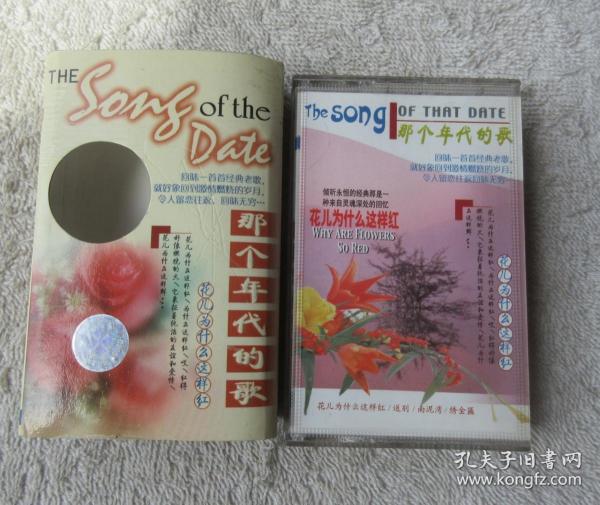 THE
Song
of the
Date
回味一首首经典老歌,
就好象回到激情燃烧的岁月,
令人留恋往返、回味无穷…
那个年代的歌
花儿为什么这样红
The song
OF THAT DATE
那个年代的歌
回味一首首经典老歌,
就好象回到激情燃烧的岁月,
令人留恋往返、回味无穷…
倾听永恒的经典那是一
种来自灵魂深处的回忆
花儿为什么这样红
WHY ARE FLOWERS
SO RED
花儿为什么这样红
花儿为什么这样红/送别/南泥湾/绣金匾
孔夫子旧书网
www.kongfz.com